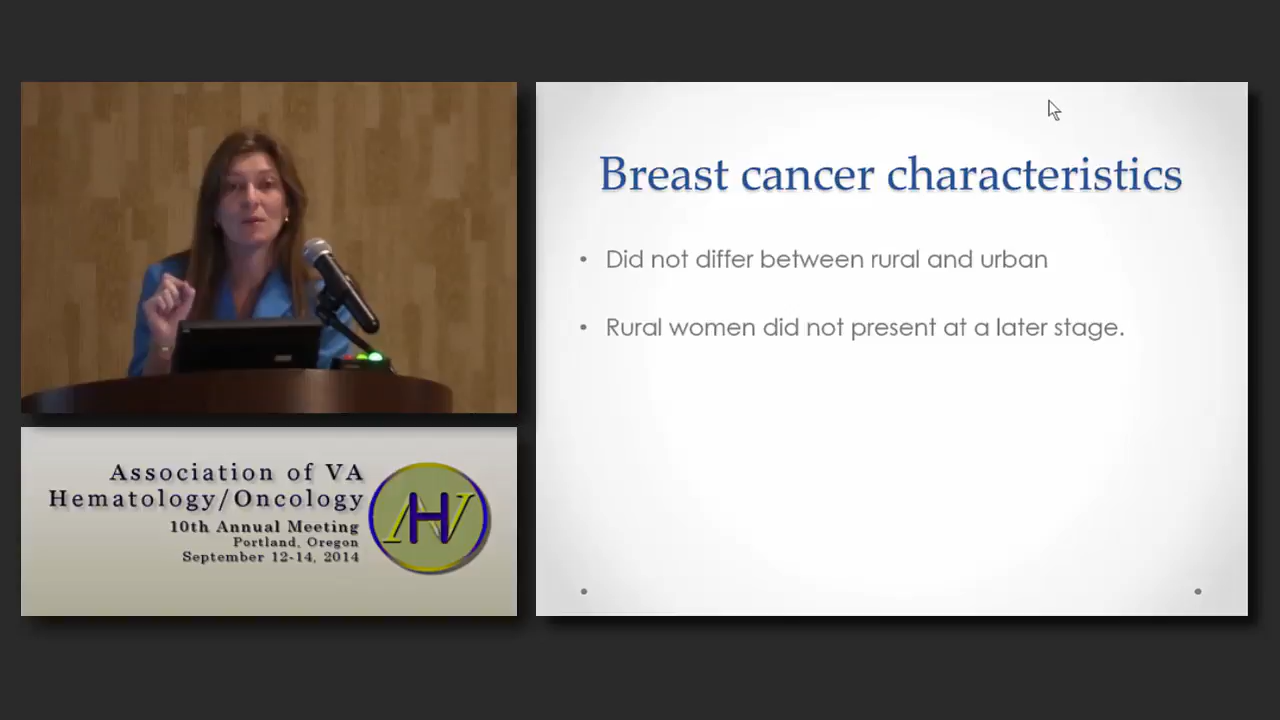 Breast cancer characteristics
• Did not differ between rural and urban
• Rural women did not present at a later stage.
Association of VA
Hematology/Oncology
10th Annual Meeting
Portland, Oregon
September 12-14, 2014